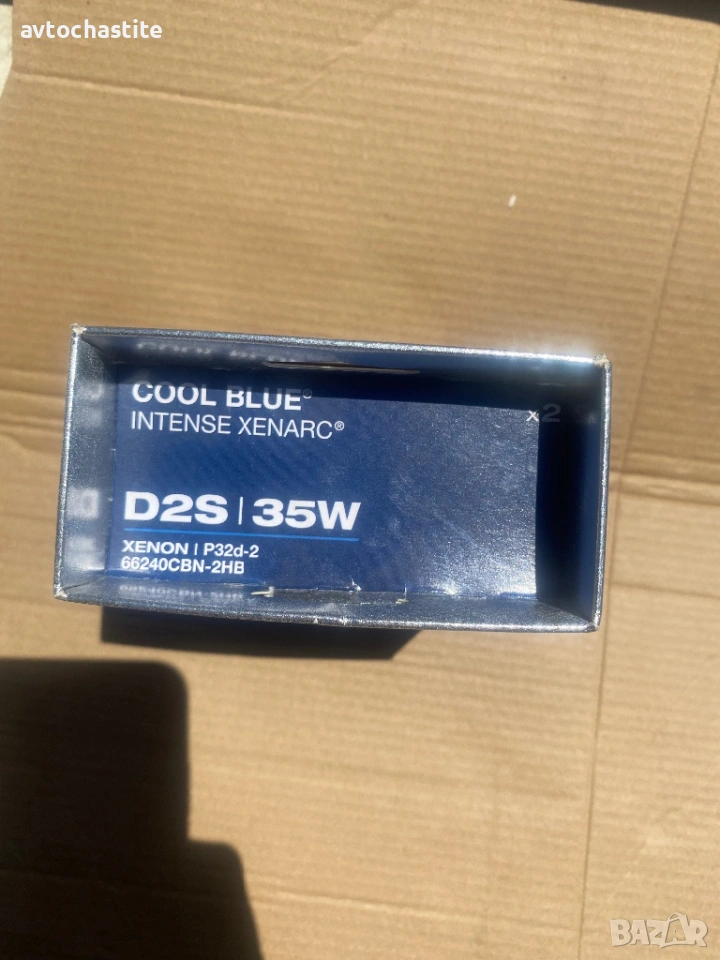 avtochastite
COOL BLUE®
INTENSE XENARC®
x2
D2S | 35W
XENON | P32d-2
66240CBN-2HB
BAZAR